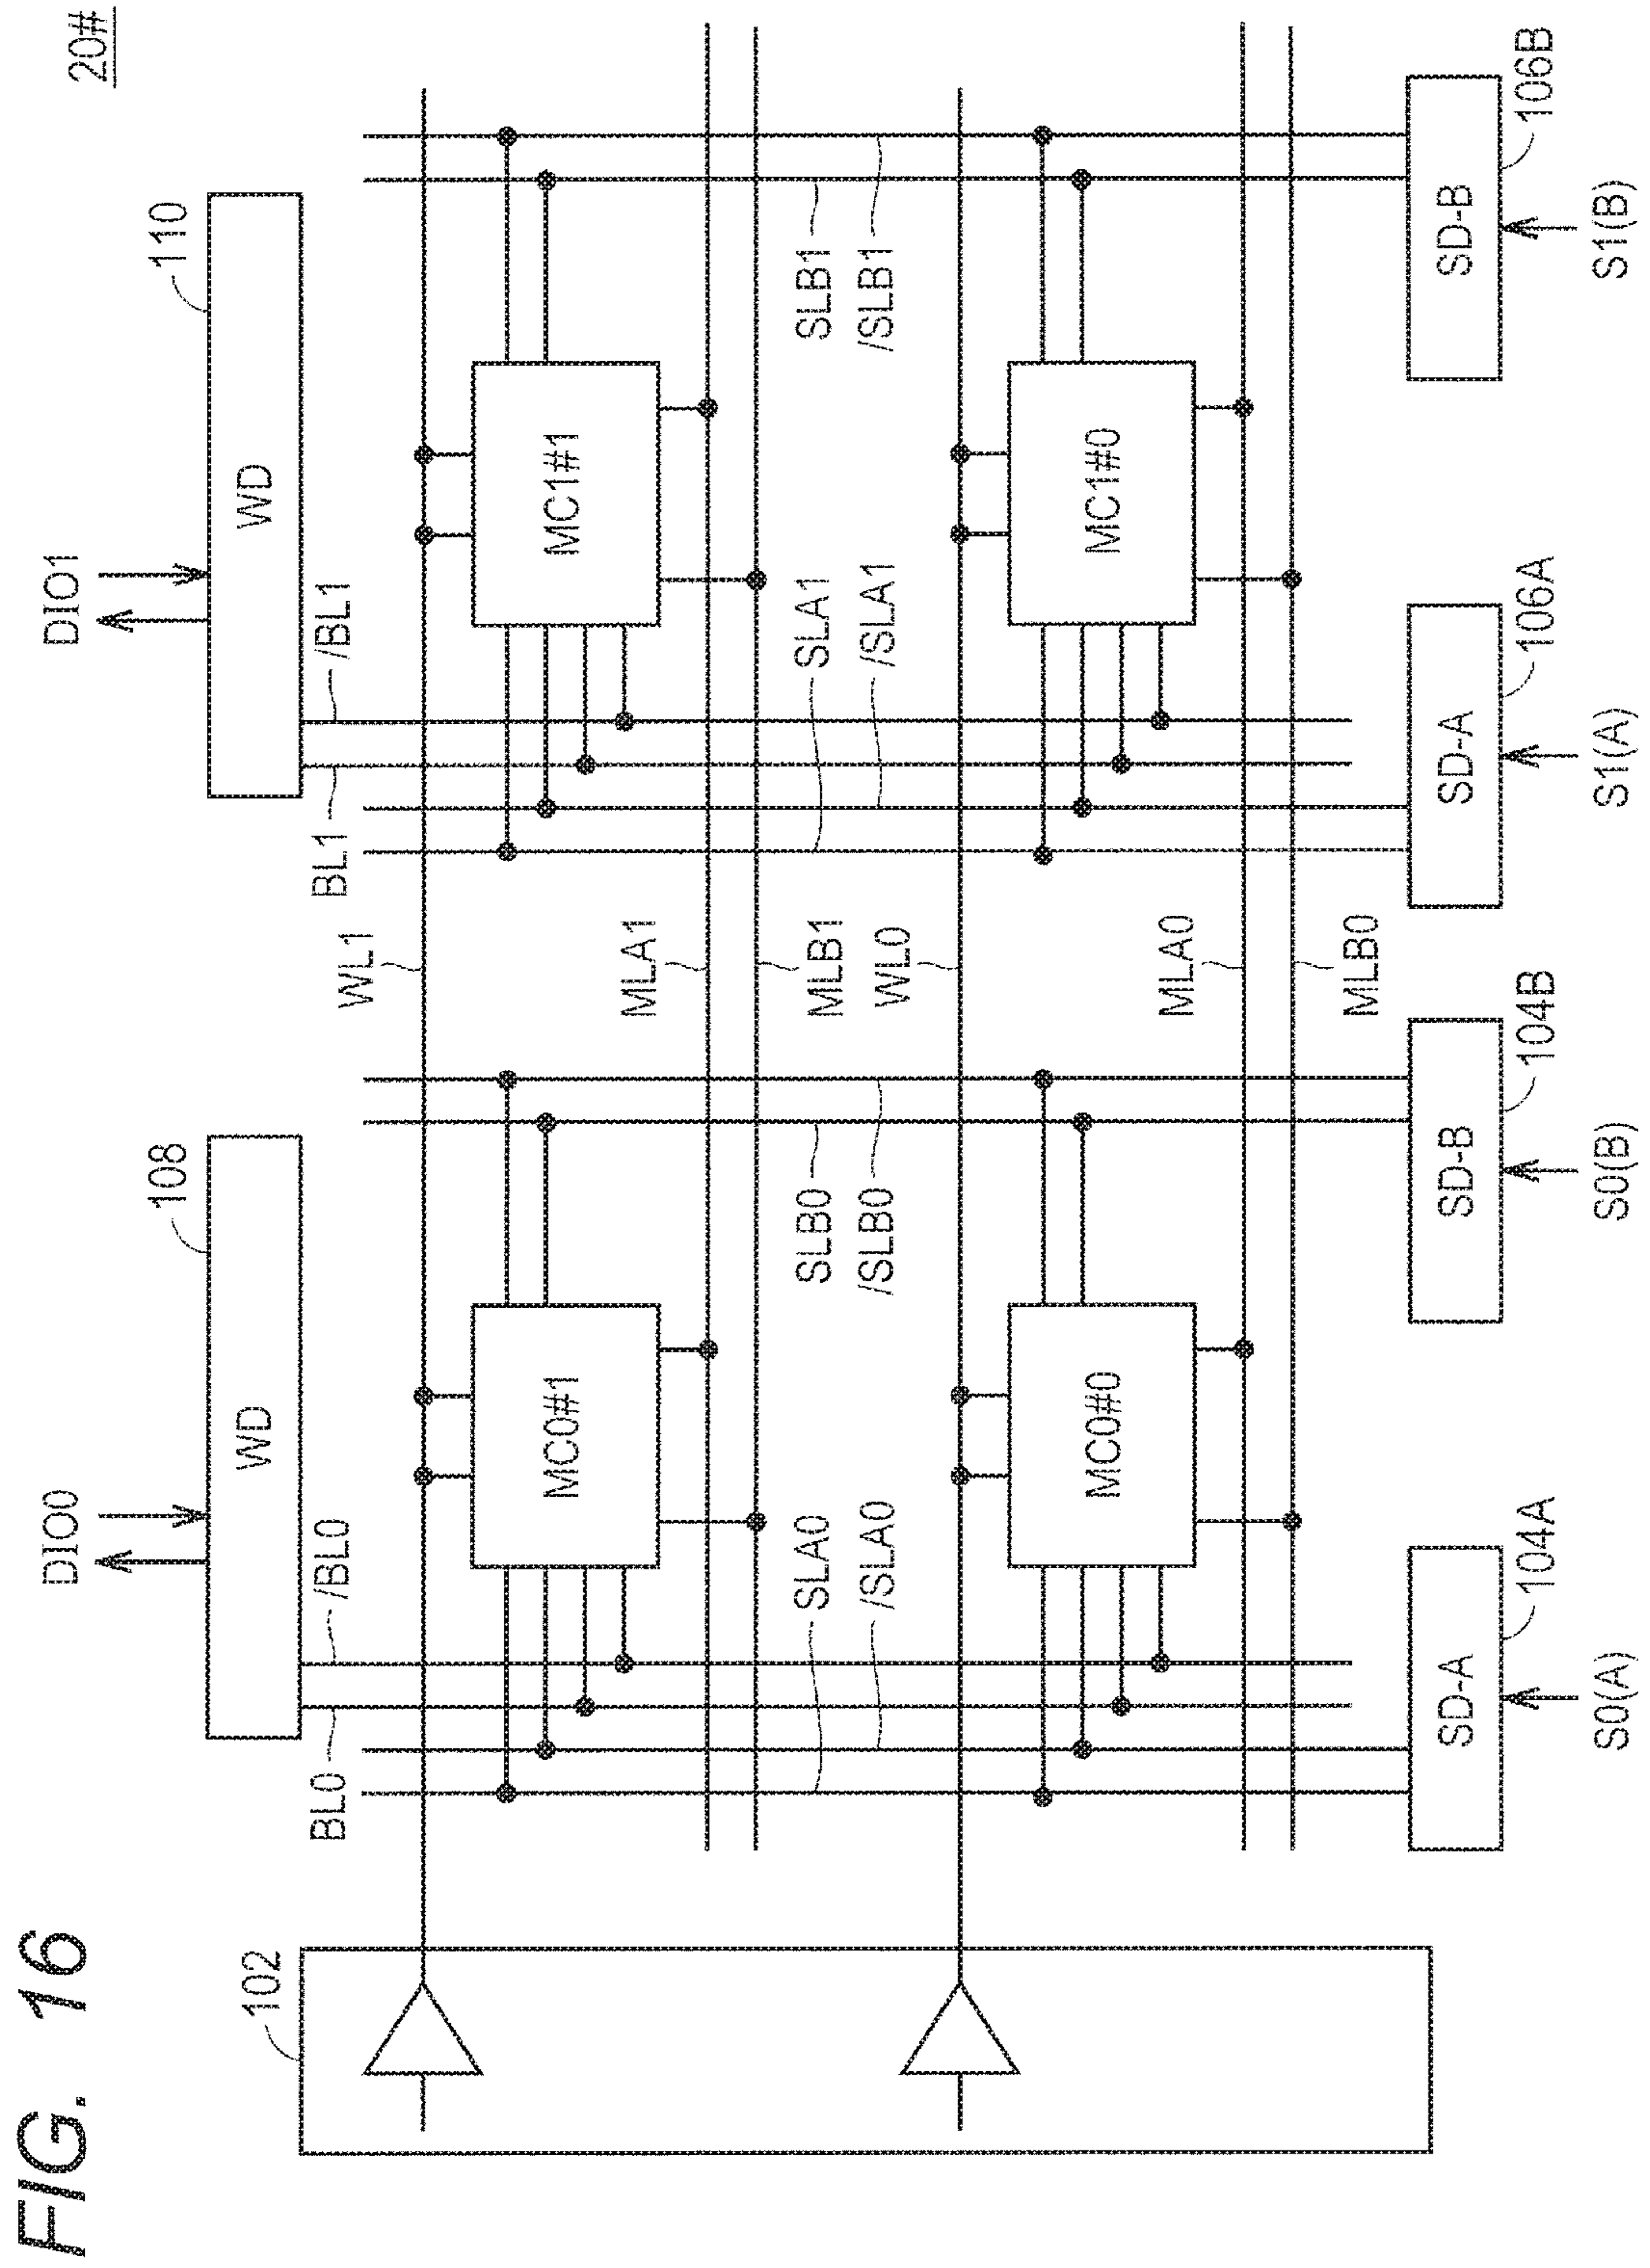 FIG. 16
20#
DIO0
DIO1
108
110
WD
WD
102
BL0
/BL0
BL1
/BL1
WL1
MC0#1
MC1#1
MLA1
MLB1
SLA0
/SLA0
SLB0
/SLB0
SLA1
/SLA1
SLB1
/SLB1
WL0
MC0#0
MC1#0
MLA0
MLB0
SD-A
SD-B
SD-A
SD-B
104A
104B
106A
106B
S0(A)
S0(B)
S1(A)
S1(B)